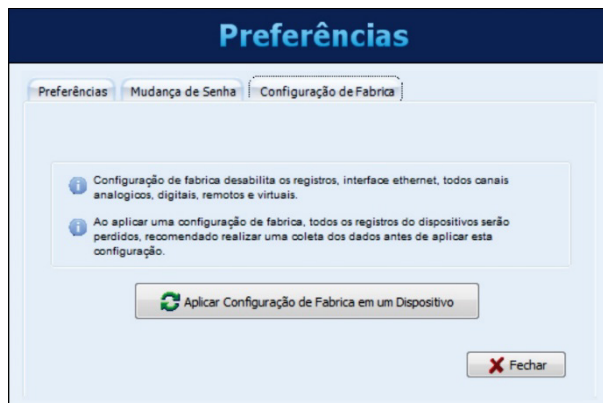 Preferências
Preferências Mudança de Senha Configuração de Fabrica
Configuração de fabrica desabilita os registros, interface ethernet, todos canais
analogicos, digitais, remotos e virtuais.
Ao aplicar uma configuração de fabrica, todos os registros do dispositivos serão
perdidos, recomendado realizar uma coleta dos dados antes de aplicar esta
configuração.
Aplicar Configuração de Fabrica em um Dispositivo
Fechar